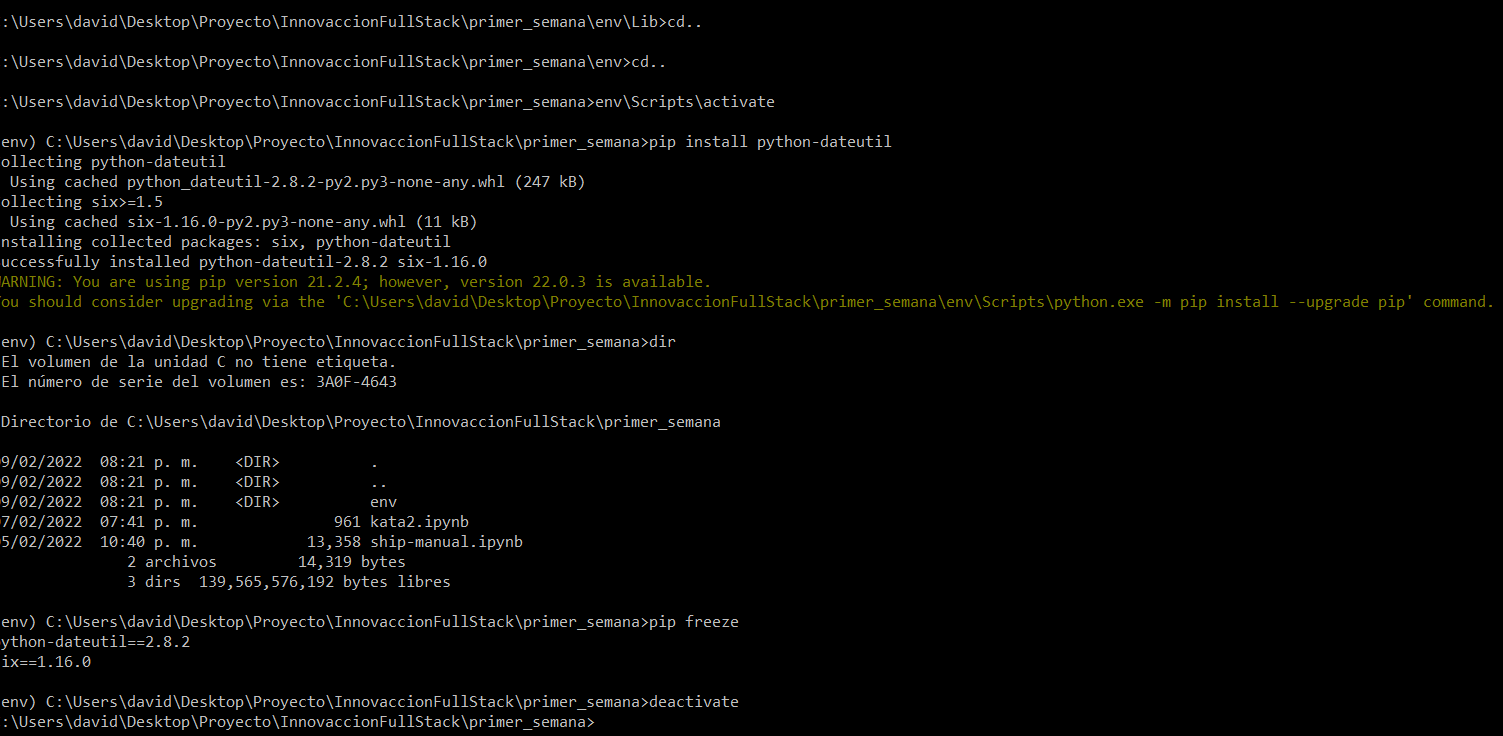 :\Users\david\Desktop\Proyecto\InnovaccionFullStack\primer_semana\env\Lib>cd..
:\Users\david\Desktop\Proyecto\InnovaccionFullStack\primer_semana\env>cd..
:\Users\david\Desktop\Proyecto\InnovaccionFullStack\primer_semana>env\Scripts\activate
env) C:\Users\david\Desktop\Proyecto\InnovaccionFullStack\primer_semana>pip install python-dateutil
ollecting python-dateutil
Using cached python_dateutil-2.8.2-py2.py3-none-any.whl (247 kB)
ollecting six>=1.5
Using cached six-1.16.0-py2.py3-none-any.whl (11 kB)
nstalling collected packages: six, python-dateutil
uccessfully installed python-dateutil-2.8.2 six-1.16.0
WARNING: You are using pip version 21.2.4; however, version 22.0.3 is available.
You should consider upgrading via the 'C:\Users\david\Desktop\Proyecto\InnovaccionFullStack\primer_semana\env\Scripts\python.exe -m pip install --upgrade pip' command.
env) C:\Users\david\Desktop\Proyecto\InnovaccionFullStack\primer_semana>dir
El volumen de la unidad C no tiene etiqueta.
El número de serie del volumen es: 3A0F-4643
Directorio de C:\Users\david\Desktop\Proyecto\InnovaccionFullStack\primer_semana
9/02/2022  08:21 p. m.    <DIR>          .
9/02/2022  08:21 p. m.    <DIR>          ..
9/02/2022  08:21 p. m.    <DIR>          env
7/02/2022  07:41 p. m.               961 kata2.ipynb
5/02/2022  10:40 p. m.            13,358 ship-manual.ipynb
2 archivos         14,319 bytes
3 dirs  139,565,576,192 bytes libres
env) C:\Users\david\Desktop\Proyecto\InnovaccionFullStack\primer_semana>pip freeze
ython-dateutil==2.8.2
ix==1.16.0
env) C:\Users\david\Desktop\Proyecto\InnovaccionFullStack\primer_semana>deactivate
:\Users\david\Desktop\Proyecto\InnovaccionFullStack\primer_semana>